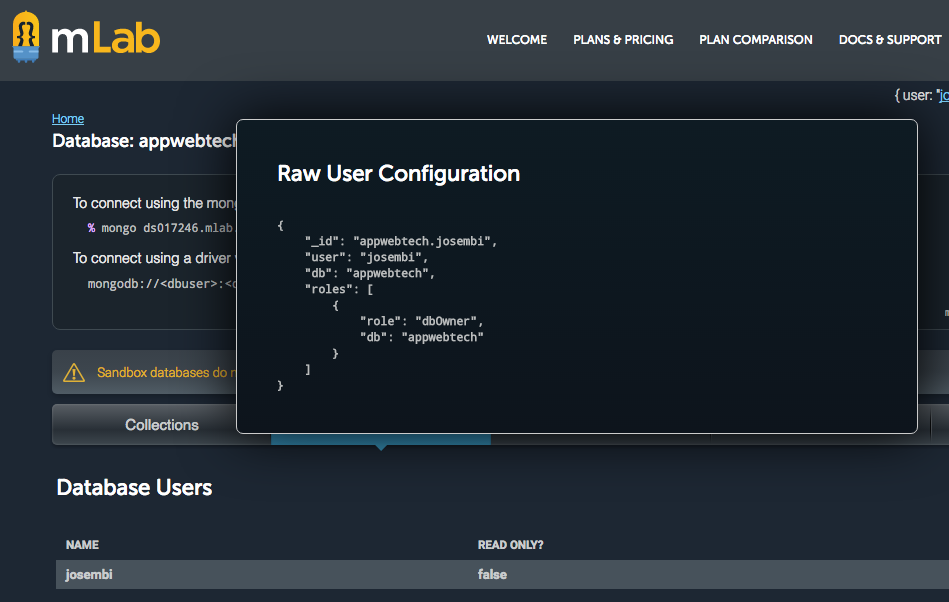 mLab
WELCOME PLANS & PRICING PLAN COMPARISON DOCS & SUPPORT
{ user: "jo
Home
Database: appwebtech
To connect using the mong
% mongo ds017246.mlab.
To connect using a driver
mongodb://<dbuser>:<d
Raw User Configuration
{
"_id": "appwebtech.josembi",
"user": "josembi",
"db": "appwebtech",
"roles": [
{
"role": "dbOwner",
"db": "appwebtech"
}
]
}
Sandbox databases do
Collections
Database Users
NAME READ ONLY?
josembi false